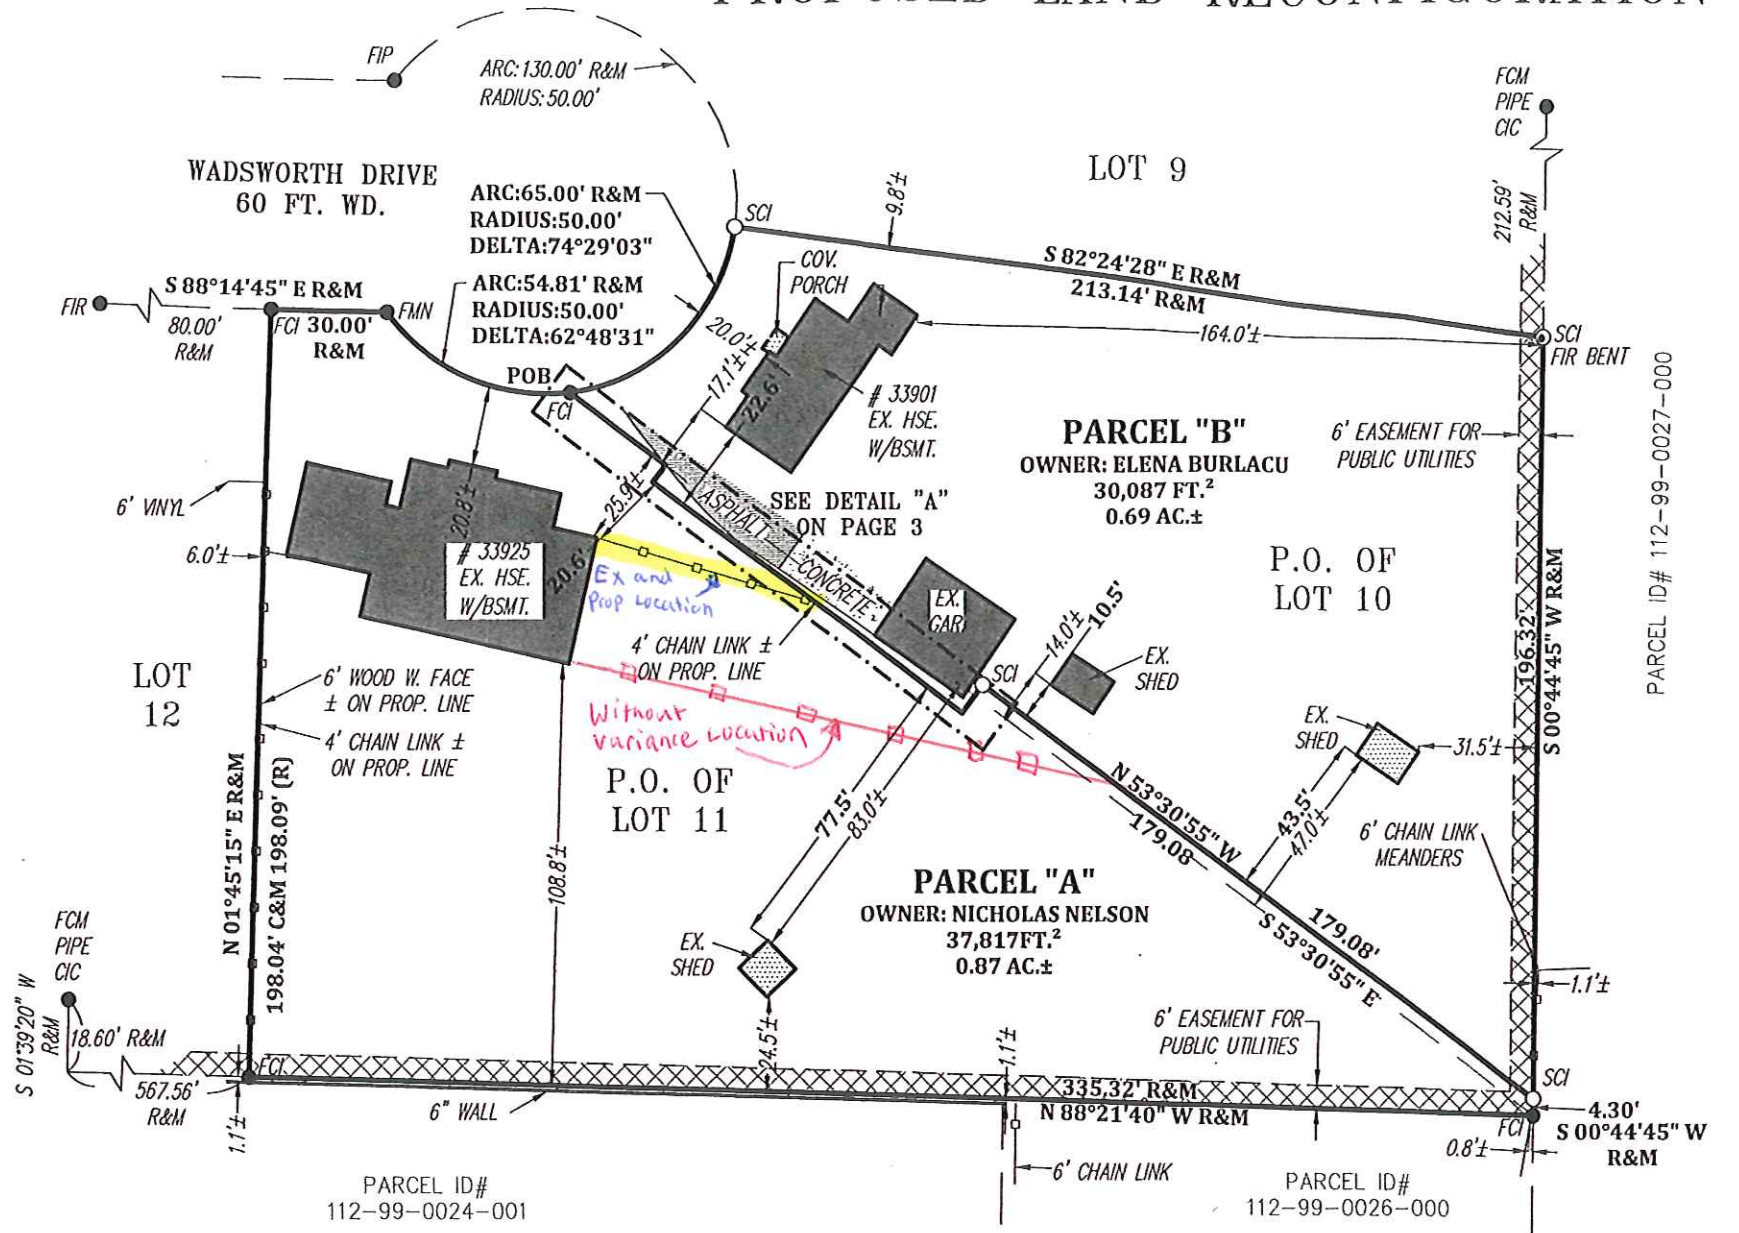 PROPOSED LAND RECONFIGURATION
FIP
ARC:130.00' R&M
RADIUS:50.00'
FCM
PIPE
CIC
WADSWORTH DRIVE
60 FT. WD.
ARC:65.00' R&M
RADIUS:50.00'
DELTA:74°29'03"
ARC:54.81' R&M
RADIUS:50.00'
DELTA:62°48'31"
SCI
9.8'±
LOT 9
212.59'
R&M
S 82°24'28" E R&M
213.14' R&M
COV.
PORCH
S 88°14'45" E R&M
FIR
80.00'
R&M
FCI
30.00'
R&M
FMN
POB
FCI
20.0'±
17.1'±
22.6'
164.0'±
SCI
FIR BENT
# 33901
EX. HSE.
W/BSMT.
PARCEL "B"
OWNER: ELENA BURLACU
30,087 FT.²
0.69 AC.±
6' EASEMENT FOR
PUBLIC UTILITIES
PARCEL ID# 112-99-0027-000
6' VINYL
6.0'±
20.8'±
25.9'±
20.6'
# 33925
EX. HSE.
W/BSMT.
ASPHALT
CONCRETE
SEE DETAIL "A"
ON PAGE 3
Ex and
Prop Location
P.O. OF
LOT 10
196.32'
S 00°44'45" W R&M
EX.
GAR
4' CHAIN LINK ±
ON PROP. LINE
SCI
14.0'±
10.5'
EX.
SHED
LOT
12
6' WOOD W. FACE
± ON PROP. LINE
4' CHAIN LINK ±
ON PROP. LINE
Without
variance Location
EX.
SHED
31.5'±
43.5'
47.0'±
P.O. OF
LOT 11
N 01°45'15" E R&M
198.04' C&M 198.09' (R)
108.8'±
77.5'
83.0'±
N 53°30'55" W
179.08
179.08'
S 53°30'55" E
6' CHAIN LINK
MEANDERS
PARCEL "A"
OWNER: NICHOLAS NELSON
37,817FT.²
0.87 AC.±
FCM
PIPE
CIC
S 01°39'20" W
R&M
18.60' R&M
EX.
SHED
24.5'±
1.1'±
1.1'±
6' EASEMENT FOR
PUBLIC UTILITIES
FCI
567.56'
R&M
1.1'±
6" WALL
335.32' R&M
N 88°21'40" W R&M
SCI
FCI
4.30'
S 00°44'45" W
R&M
0.8'±
6' CHAIN LINK
PARCEL ID#
112-99-0024-001
PARCEL ID#
112-99-0026-000